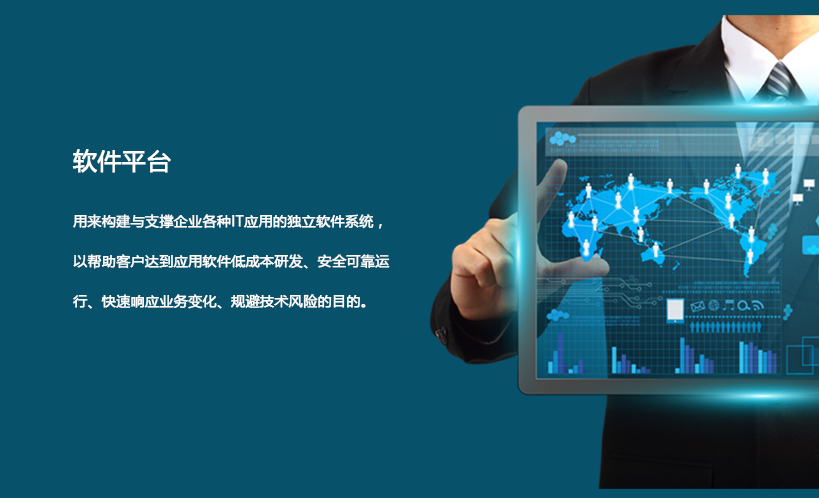 软件平台
用来构建与支撑企业各种IT应用的独立软件系统，
以帮助客户达到应用软件低成本研发、安全可靠运
行、快速响应业务变化、规避技术风险的目的。